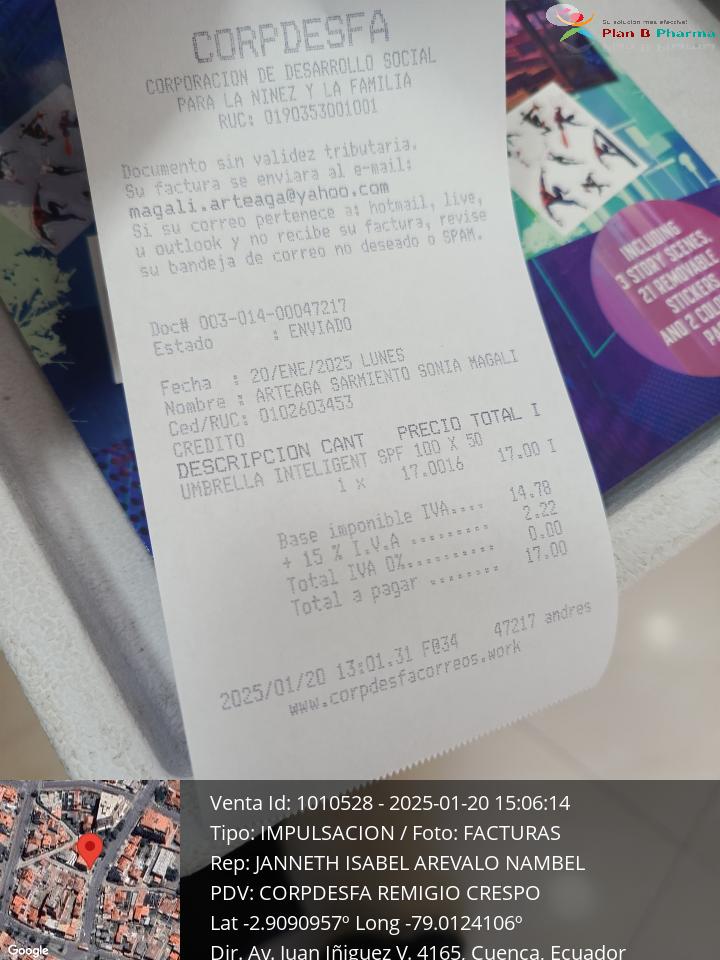 Su solución más efectiva!
Plan B Pharma
CORPDESFA
CORPORACION DE DESARROLLO SOCIAL
PARA LA NINEZ Y LA FAMILIA
RUC: 0190353001001
Documento sin validez tributaria.
Su factura se enviara al e-mail:
magali.arteaga@yahoo.com
Si su correo pertenece a: hotmail, live,
u outlook y no recibe su factura, revise
su bandeja de correo no deseado o SPAM.
Doc# 003-014-00047217
Estado : ENVIADO
Fecha : 20/ENE/2025 LUNES
Nombre : ARTEAGA SARMIENTO SONIA MAGALI
Ced/RUC: 0102603453
CREDITO
DESCRIPCION CANT PRECIO TOTAL I
UMBRELLA INTELIGENT SPF 100 X 50
1 x 17.0016 17.00 I
Base imponible IVA.... 14.78
+ 15 % I.V.A ......... 2.22
Total IVA 0%.......... 0.00
Total a pagar ........ 17.00
2025/01/20 13:01.31 F@34 47217 andres
www.corpdesfacorreos.work
INCLUDING
3 STORY SCENES,
21 REMOVABLE
STICKERS
AND 2
Venta Id: 1010528 - 2025-01-20 15:06:14
Tipo: IMPULSACION / Foto: FACTURAS
Rep: JANNETH ISABEL AREVALO NAMBEL
PDV: CORPDESFA REMIGIO CRESPO
Lat -2.9090957º Long -79.0124106º
Dir. Av. Juan Iñiguez V. 4165, Cuenca, Ecuador
Google